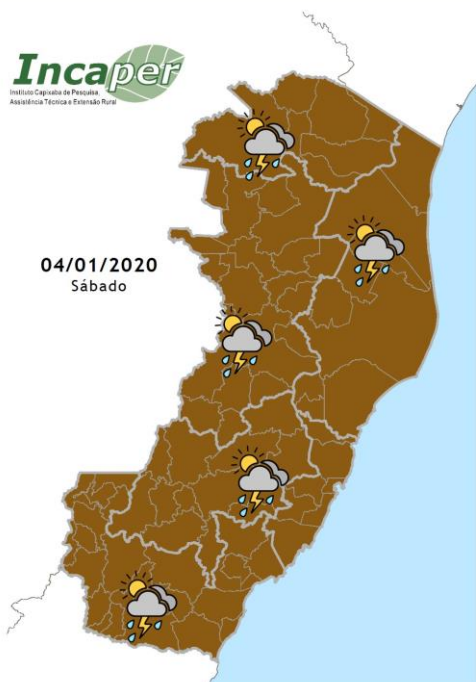 Incaper
Instituto Capixaba de Pesquisa,
Assistência Técnica e Extensão Rural
04/01/2020
Sábado